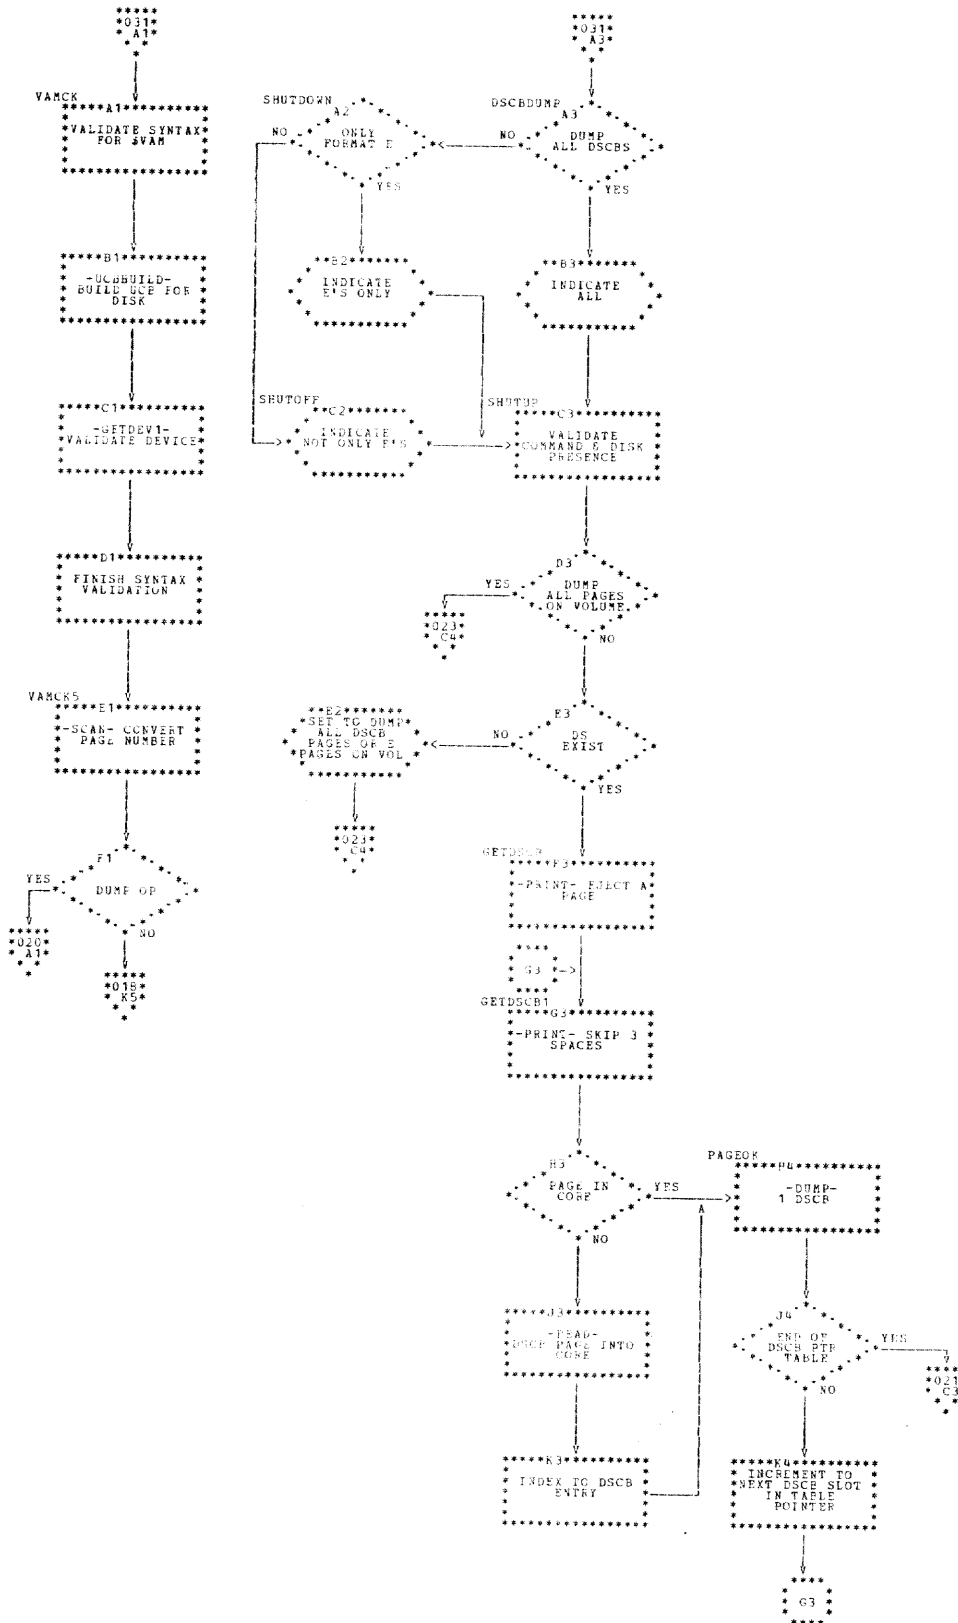 031
A1
VAMCK
A1
VALIDATE SYNTAX
FOR $VAM
B1
-UCBBUILD-
BUILD UCB FOR
DISK
C1
-GETDEV1-
VALIDATE DEVICE
D1
FINISH SYNTAX
VALIDATION
VAMCK5
E1
-SCAN- CONVERT
PAGE NUMBER
F1
DUMP OP
YES
NO
020
A1
018
K5
031
A3
DSCBDUMP
A3
DUMP
ALL DSCBS
NO
YES
SHUTDOWN
A2
ONLY
FORMAT E
NO
YES
B2
INDICATE
E'S ONLY
B3
INDICATE
ALL
SHUTOFF
C2
INDICATE
NOT ONLY E'S
SHUTUP
C3
VALIDATE
COMMAND & DISK
PRESENCE
D3
DUMP
ALL PAGES
ON VOLUME
YES
NO
023
C4
E3
DS
EXIST
NO
YES
E2
SET TO DUMP
ALL DSCB
PAGES OR E
PAGES ON VOL
023
C4
GETDSCB
F3
-PRINT- EJECT A
PAGE
G3
GETDSCB1
G3
-PRINT- SKIP 3
SPACES
H3
PAGE IN
CORE
YES
NO
PAGEOK
H4
-DUMP-
1 DSCB
A
J3
-READ-
DSCB PAGE INTO
CORE
J4
END OF
DSCB PTR
TABLE
YES
NO
021
C3
K3
INDEX TO DSCB
ENTRY
K4
INCREMENT TO
NEXT DSCB SLOT
IN TABLE
POINTER
G3